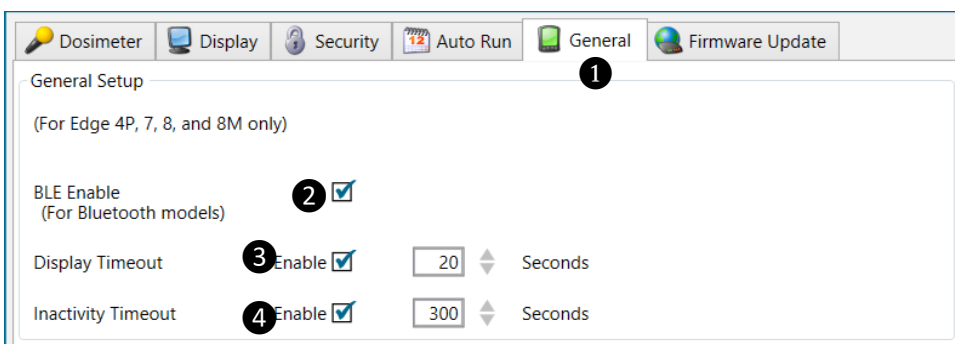 Dosimeter Display Security 12 Auto Run General Firmware Update
1
General Setup
(For Edge 4P, 7, 8, and 8M only)
BLE Enable 2
(For Bluetooth models)
Display Timeout 3 Enable 20 Seconds
Inactivity Timeout 4 Enable 300 Seconds